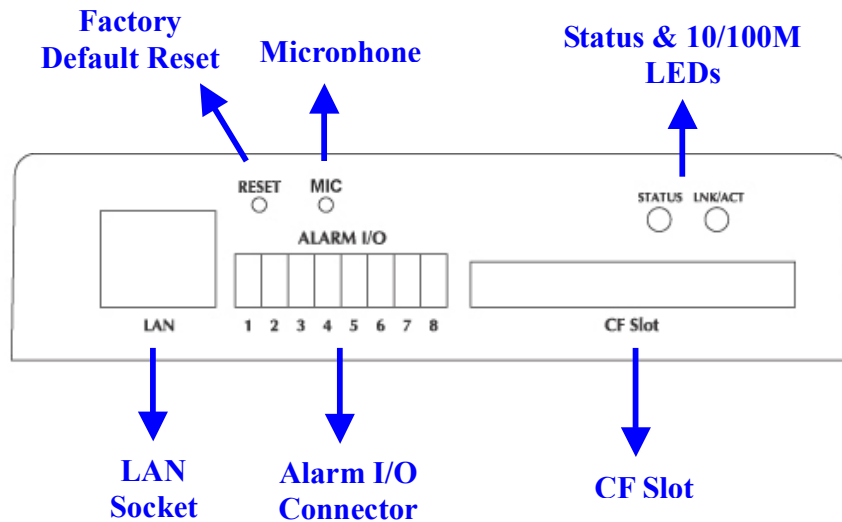 Factory
Default Reset
Microphone
Status & 10/100M
LEDs
RESET
MIC
STATUS
LNK/ACT
ALARM I/O
LAN
1 2 3 4 5 6 7 8
CF Slot
LAN
Socket
Alarm I/O
Connector
CF Slot